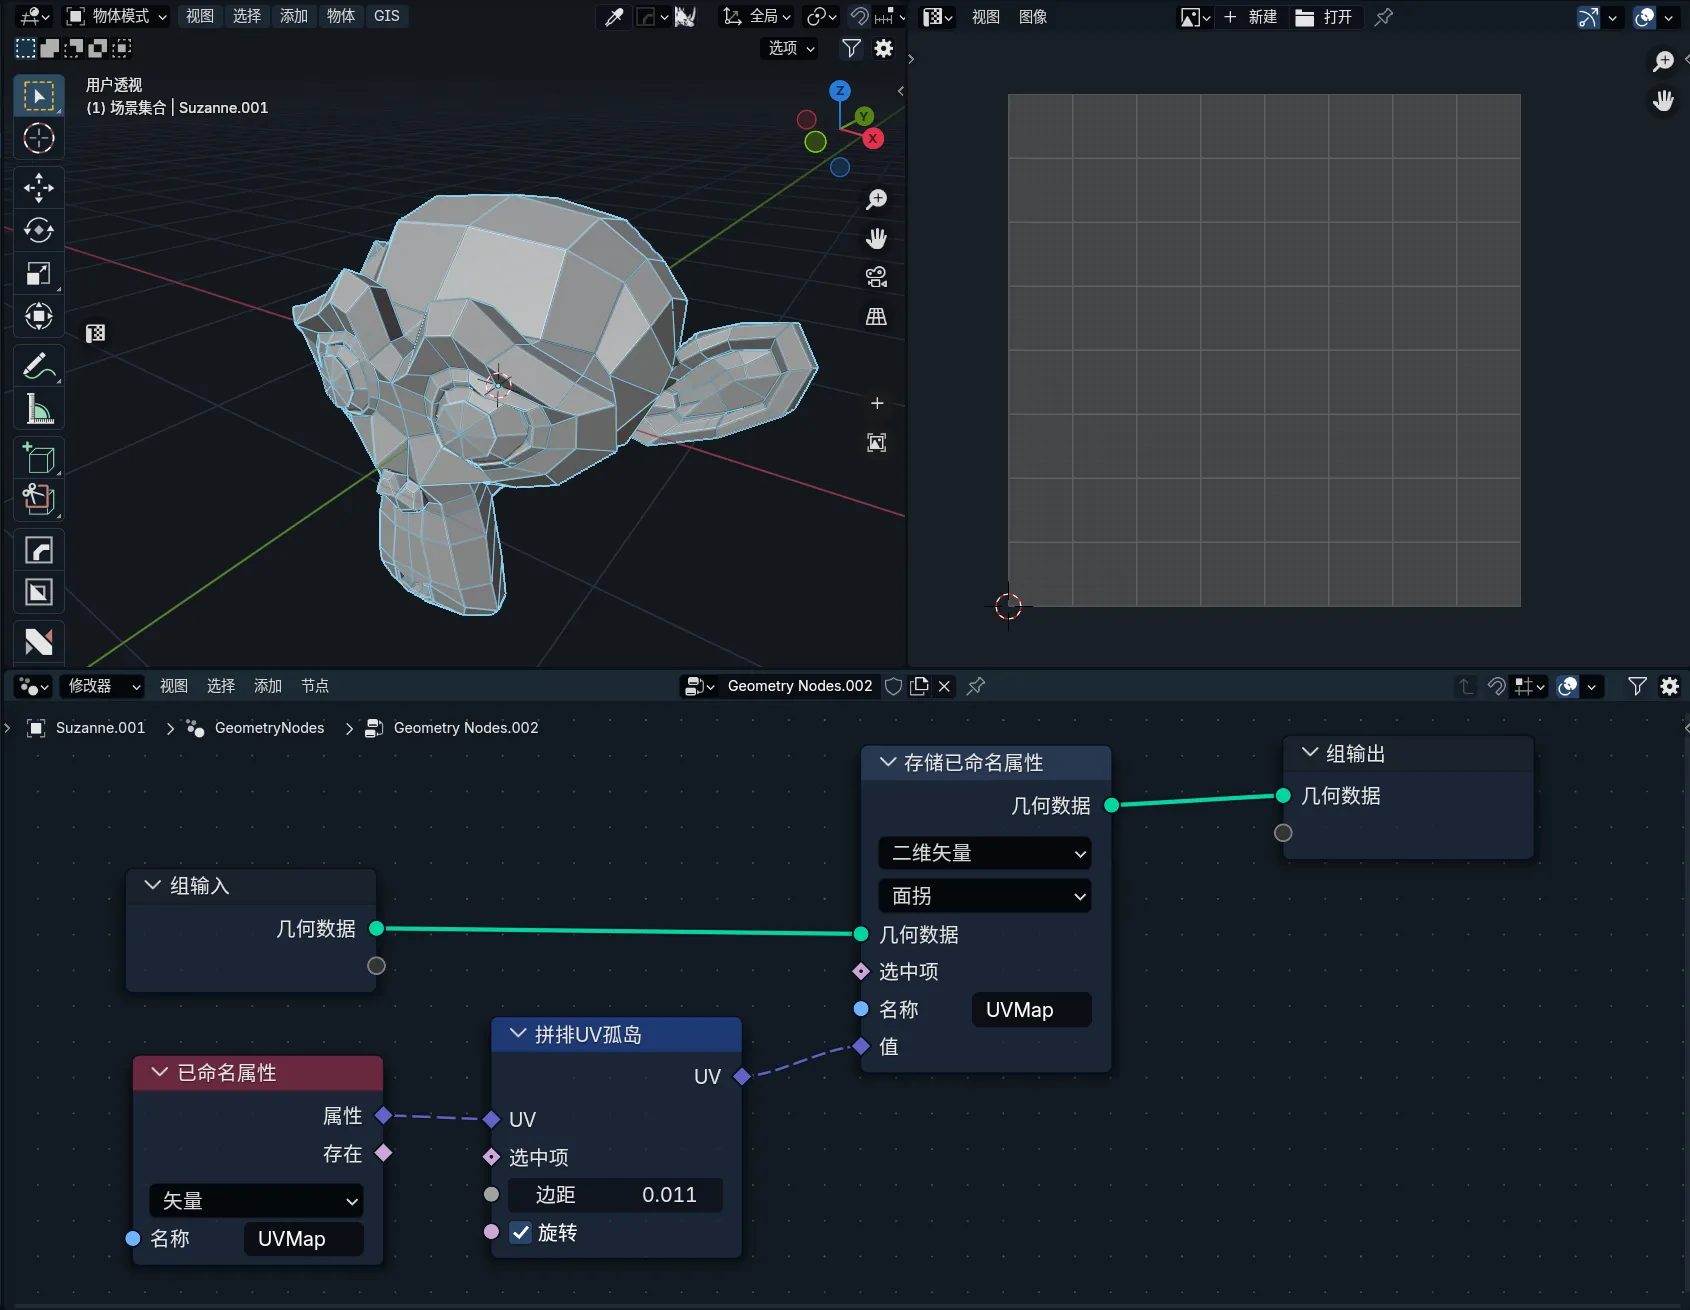 物体模式 视图 选择 添加 物体 GIS 全局
选项
用户透视
(1) 场景集合 | Suzanne.001
Z
Y
X
视图 图像 新建 打开
修改器 视图 选择 添加 节点 Geometry Nodes.002
Suzanne.001 GeometryNodes Geometry Nodes.002
组输入
几何数据
已命名属性
属性
存在
矢量
名称 UVMap
拼排UV孤岛
UV
UV
选中项
边距 0.011
旋转
存储已命名属性
几何数据
二维矢量
面拐
几何数据
选中项
名称 UVMap
值
组输出
几何数据